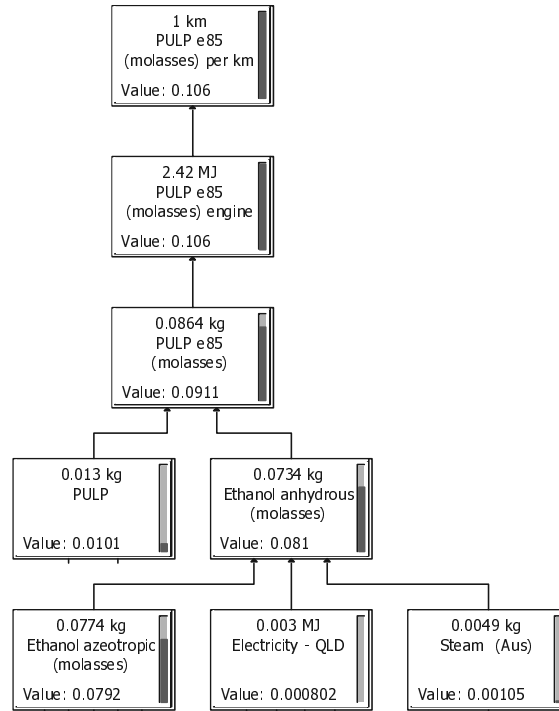 1 km
PULP e85
(molasses) per km
Value: 0.106
2.42 MJ
PULP e85
(molasses) engine
Value: 0.106
0.0864 kg
PULP e85
(molasses)
Value: 0.0911
0.013 kg
PULP
Value: 0.0101
0.0734 kg
Ethanol anhydrous
(molasses)
Value: 0.081
0.0774 kg
Ethanol azeotropic
(molasses)
Value: 0.0792
0.003 MJ
Electricity - QLD
Value: 0.000802
0.0049 kg
Steam (Aus)
Value: 0.00105